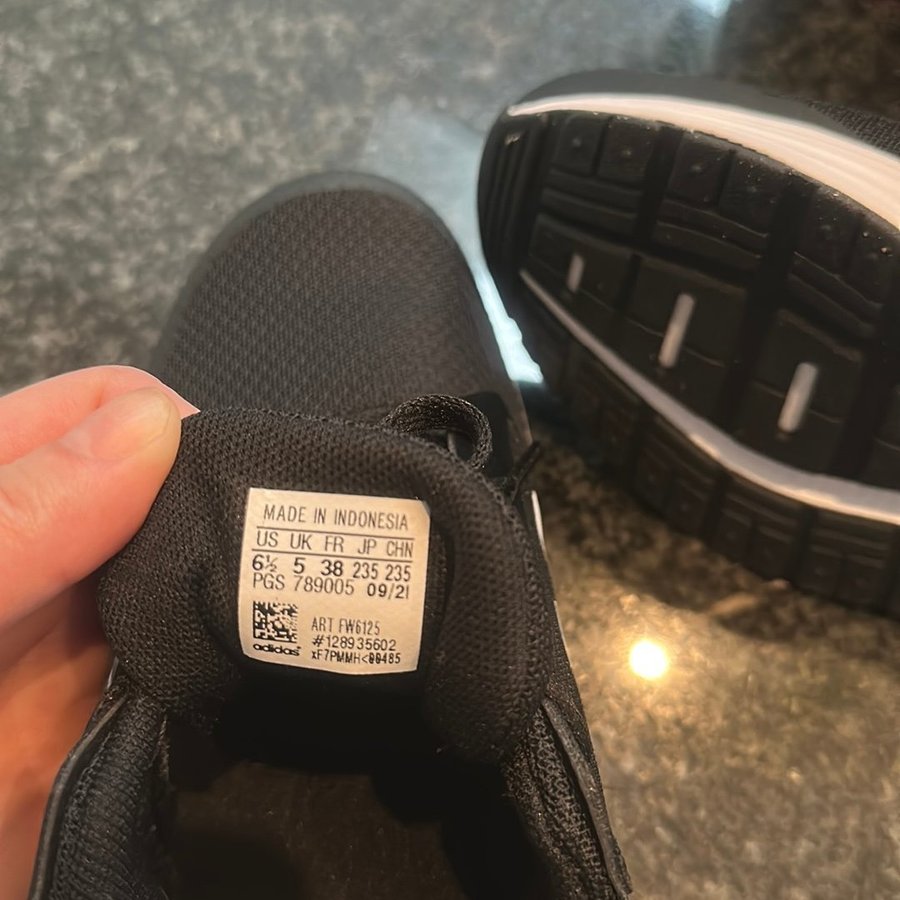 MADE IN INDONESIA
US UK FR JP CHN
6½ 5 38 235 235
PGS 789005 09/21
ART FW6125
#128935602
adidas